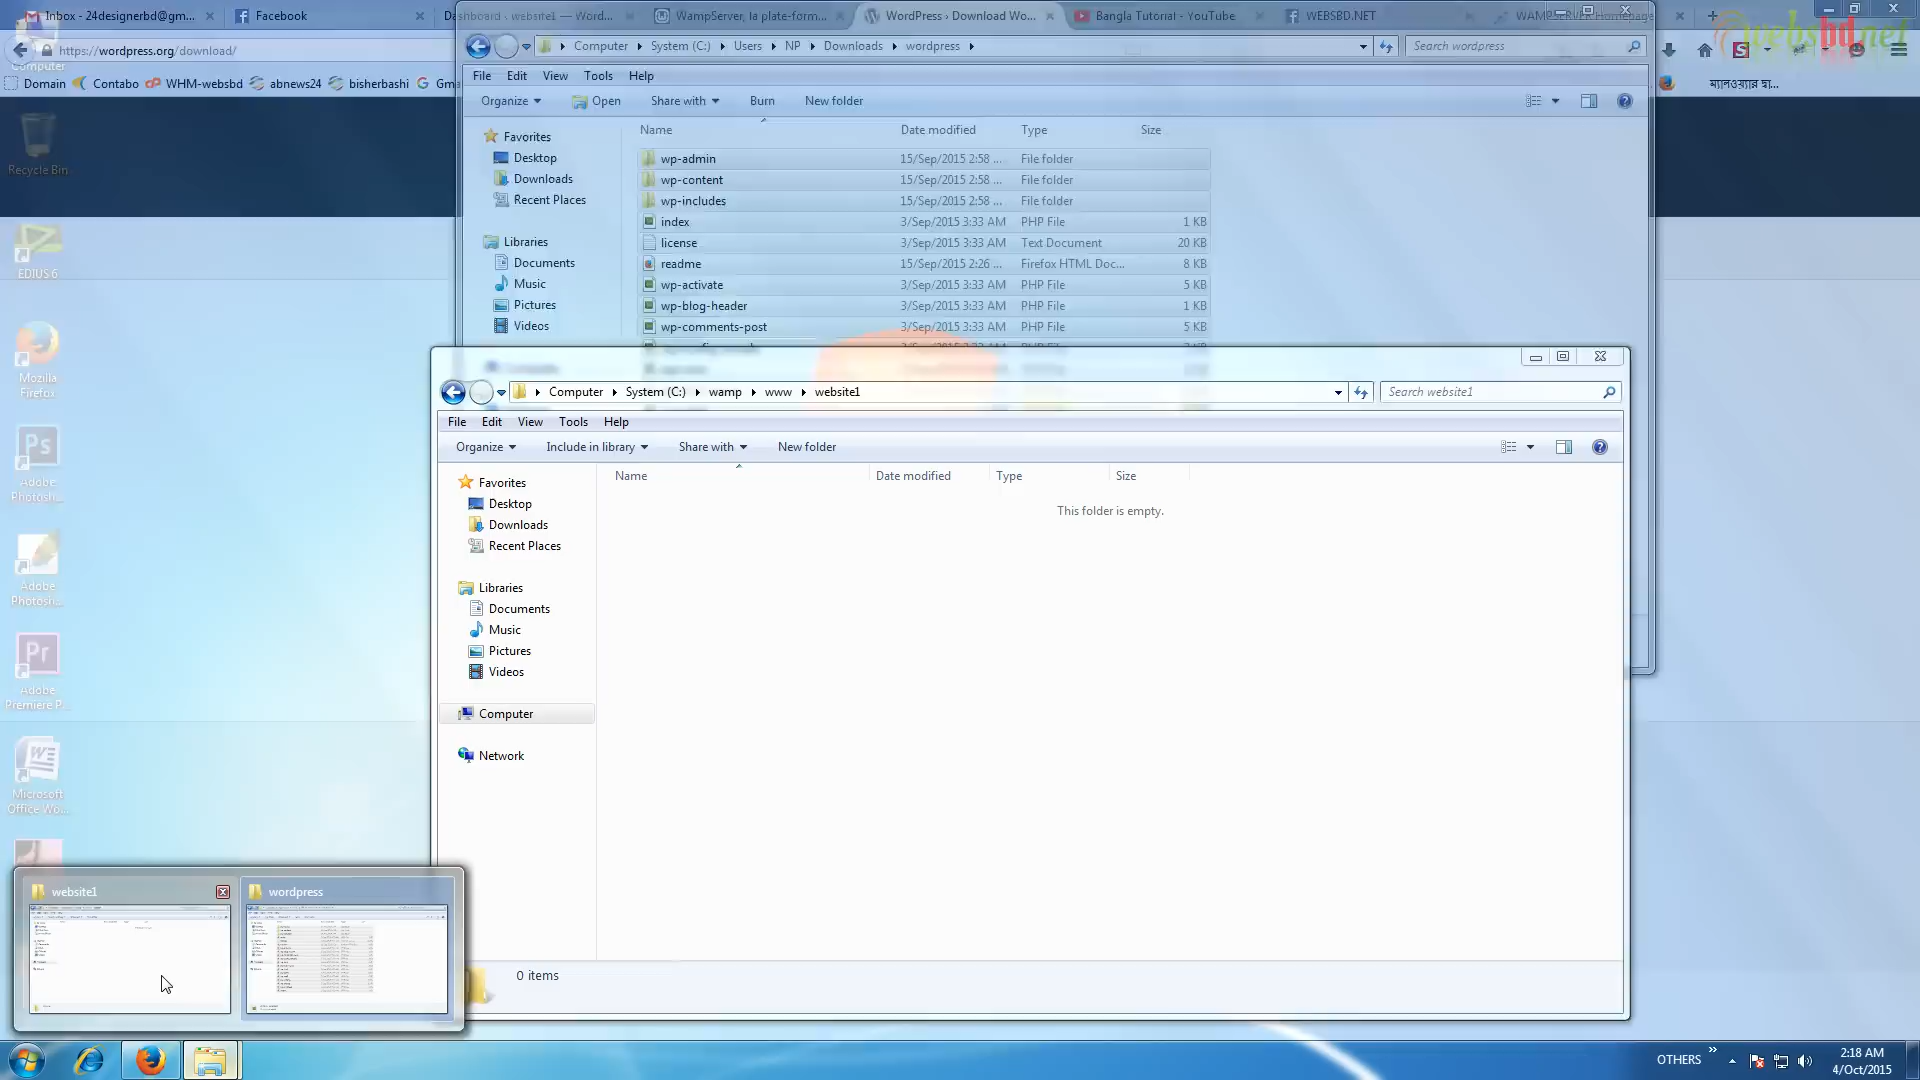 Inbox - 24designerbd@gm...
Facebook
Dashboard ‹ website1 — Word...
WampServer, la plate-form...
WordPress › Download Wo...
Bangla Tutorial - YouTube
WEBSBD.NET
WAMPSERVER Homepage
websbd.net
https://wordpress.org/download/
Computer
System (C:)
Users
NP
Downloads
wordpress
Search wordpress
Computer
Domain
Contabo
WHM-websbd
abnews24
bisherbashi
File
Edit
View
Tools
Help
Organize
Open
Share with
Burn
New folder
Recycle Bin
EDIUS 6
Mozilla
Firefox
Adobe
Photosh...
Adobe
Photosh...
Adobe
Premiere P...
Microsoft
Office Wo...
Favorites
Desktop
Downloads
Recent Places
Libraries
Documents
Music
Pictures
Videos
Name Date modified Type Size
wp-admin 15/Sep/2015 2:58 ... File folder
wp-content 15/Sep/2015 2:58 ... File folder
wp-includes 15/Sep/2015 2:58 ... File folder
index 3/Sep/2015 3:33 AM PHP File 1 KB
license 3/Sep/2015 3:33 AM Text Document 20 KB
readme 15/Sep/2015 2:26 ... Firefox HTML Doc... 8 KB
wp-activate 3/Sep/2015 3:33 AM PHP File 5 KB
wp-blog-header 3/Sep/2015 3:33 AM PHP File 1 KB
wp-comments-post 3/Sep/2015 3:33 AM PHP File 5 KB
Computer
System (C:)
wamp
www
website1
Search website1
File
Edit
View
Tools
Help
Organize
Include in library
Share with
New folder
Favorites
Desktop
Downloads
Recent Places
Libraries
Documents
Music
Pictures
Videos
Computer
Network
Name Date modified Type Size
This folder is empty.
0 items
website1
wordpress
OTHERS
2:18 AM
4/Oct/2015